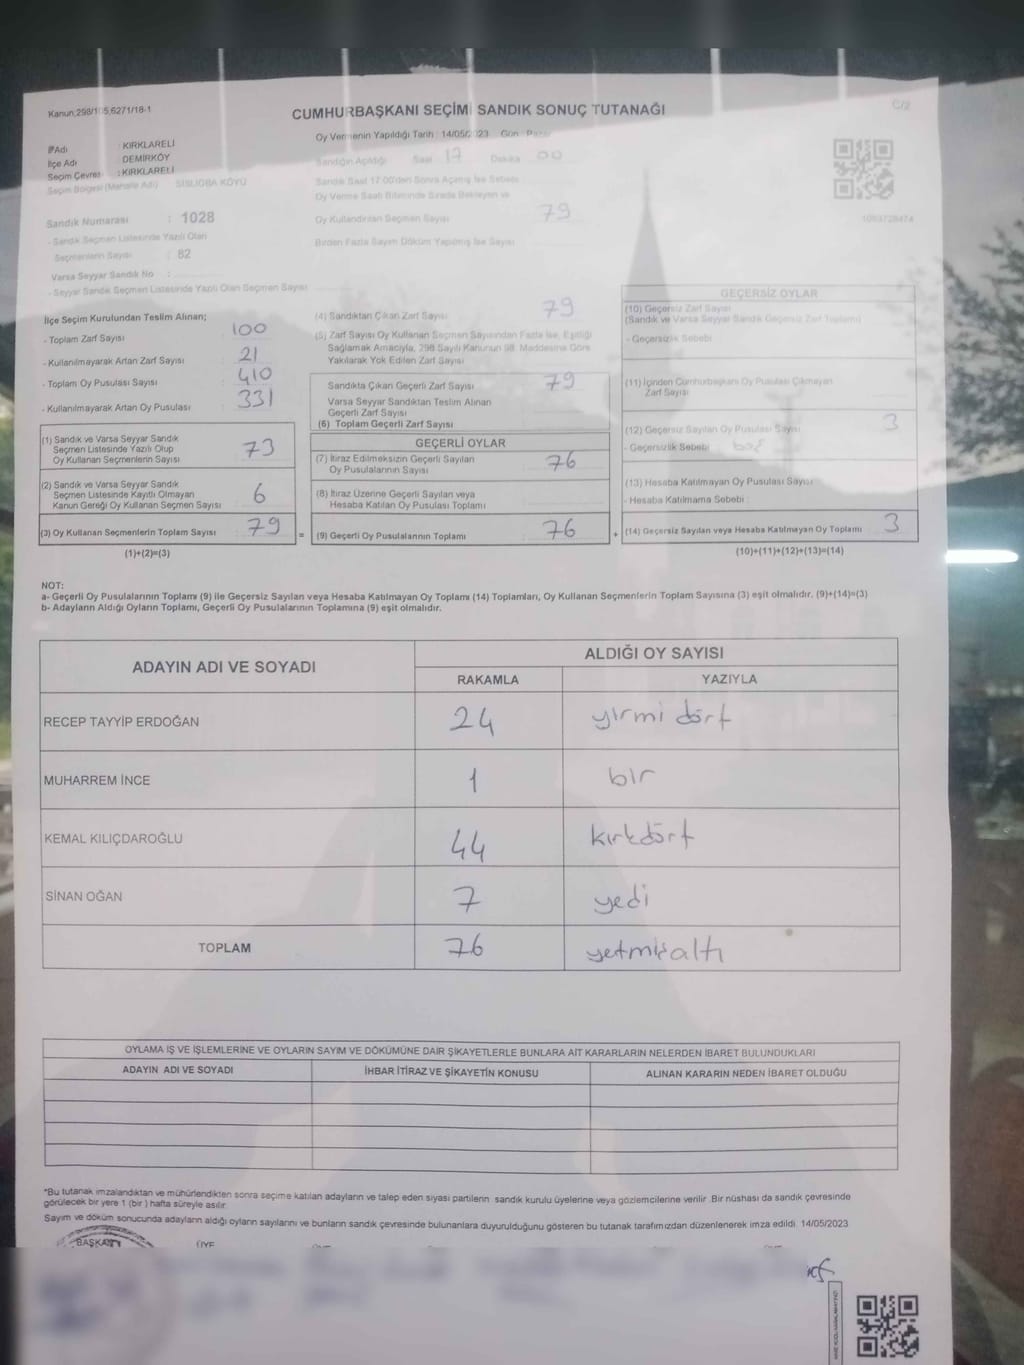 Kanun;298/105,6271/18-1
CUMHURBAŞKANI SEÇİMİ SANDIK SONUÇ TUTANAĞI
C/2
Oy Vermenin Yapıldığı Tarih : 14/05/2023 Gün : Pazar
İl Adı : KIRKLARELİ
İlçe Adı : DEMİRKÖY
Seçim Çevresi : KIRKLARELİ
Seçim Bölgesi (Mahalle Adı) SİSLİOBA KÖYÜ
Sandığın Açıldığı Saat 17 Dakika 00
Sandık Saat 17:00'den Sonra Açılmış İse Sebebi
Oy Verme Saati Bitiminde Sırada Bekleyen ve
Oy Kullandırılan Seçmen Sayısı 79
Birden Fazla Sayım Döküm Yapılmış İse Sayısı
Sandık Numarası : 1028
- Sandık Seçmen Listesinde Yazılı Olan
Seçmenlerin Sayısı : 82
Varsa Seyyar Sandık No :
- Seyyar Sandık Seçmen Listesinde Yazılı Olan Seçmen Sayısı
İlçe Seçim Kurulundan Teslim Alınan;
- Toplam Zarf Sayısı : 100
- Kullanılmayarak Artan Zarf Sayısı : 21
- Toplam Oy Pusulası Sayısı : 410
- Kullanılmayarak Artan Oy Pusulası : 331
(1) Sandık ve Varsa Seyyar Sandık
Seçmen Listesinde Yazılı Olup
Oy Kullanan Seçmenlerin Sayısı 73
(2) Sandık ve Varsa Seyyar Sandık
Seçmen Listesinde Kayıtlı Olmayan
Kanun Gereği Oy Kullanan Seçmen Sayısı 6
(3) Oy Kullanan Seçmenlerin Toplam Sayısı 79
(1)+(2)=(3)
(4) Sandıktan Çıkan Zarf Sayısı 79
(5) Zarf Sayısı Oy Kullanan Seçmen Sayısından Fazla İse, Eşitliği
Sağlamak Amacıyla, 298 Sayılı Kanunun 98. Maddesine Göre
Yakılarak Yok Edilen Zarf Sayısı
Sandıkta Çıkan Geçerli Zarf Sayısı 79
Varsa Seyyar Sandıktan Teslim Alınan
Geçerli Zarf Sayısı
(6) Toplam Geçerli Zarf Sayısı
GEÇERLİ OYLAR
(7) İtiraz Edilmeksizin Geçerli Sayılan
Oy Pusulalarının Sayısı 76
(8) İtiraz Üzerine Geçerli Sayılan veya
Hesaba Katılan Oy Pusulası Toplamı
= (9) Geçerli Oy Pusulalarının Toplamı 76
GEÇERSİZ OYLAR
(10) Geçersiz Zarf Sayısı
(Sandık ve Varsa Seyyar Sandık Geçersiz Zarf Toplamı)
- Geçersizlik Sebebi :
(11) İçinden Cumhurbaşkanı Oy Pusulası Çıkmayan
Zarf Sayısı
(12) Geçersiz Sayılan Oy Pusulası Sayısı 3
- Geçersizlik Sebebi boş
(13) Hesaba Katılmayan Oy Pusulası Sayısı
- Hesaba Katılmama Sebebi :
+ (14) Geçersiz Sayılan veya Hesaba Katılmayan Oy Toplamı 3
(10)+(11)+(12)+(13)=(14)
NOT:
a- Geçerli Oy Pusulalarının Toplamı (9) ile Geçersiz Sayılan veya Hesaba Katılmayan Oy Toplamı (14) Toplamları, Oy Kullanan Seçmenlerin Toplam Sayısına (3) eşit olmalıdır. (9)+(14)=(3)
b- Adayların Aldığı Oyların Toplamı, Geçerli Oy Pusulalarının Toplamına (9) eşit olmalıdır.
ADAYIN ADI VE SOYADI
ALDIĞI OY SAYISI
RAKAMLA YAZIYLA
RECEP TAYYİP ERDOĞAN 24 yirmi dört
MUHARREM İNCE 1 bir
KEMAL KILIÇDAROĞLU 44 kırkdört
SİNAN OĞAN 7 yedi
TOPLAM 76 yetmişaltı
OYLAMA İŞ VE İŞLEMLERİNE VE OYLARIN SAYIM VE DÖKÜMÜNE DAİR ŞİKAYETLERLE BUNLARA AİT KARARLARIN NELERDEN İBARET BULUNDUKLARI
ADAYIN ADI VE SOYADI İHBAR İTİRAZ VE ŞİKAYETİN KONUSU ALINAN KARARIN NEDEN İBARET OLDUĞU
*Bu tutanak imzalandıktan ve mühürlendikten sonra seçime katılan adayların ve talep eden siyasi partilerin sandık kurulu üyelerine veya gözlemcilerine verilir. Bir nüshası da sandık çevresinde
görülecek bir yere 1 (bir ) hafta süreyle asılır.
Sayım ve döküm sonucunda adayların aldığı oyların sayılarını ve bunların sandık çevresinde bulunanlara duyurulduğunu gösteren bu tutanak tarafımızdan düzenlenerek imza edildi. 14/05/2023
BAŞKAN ÜYE